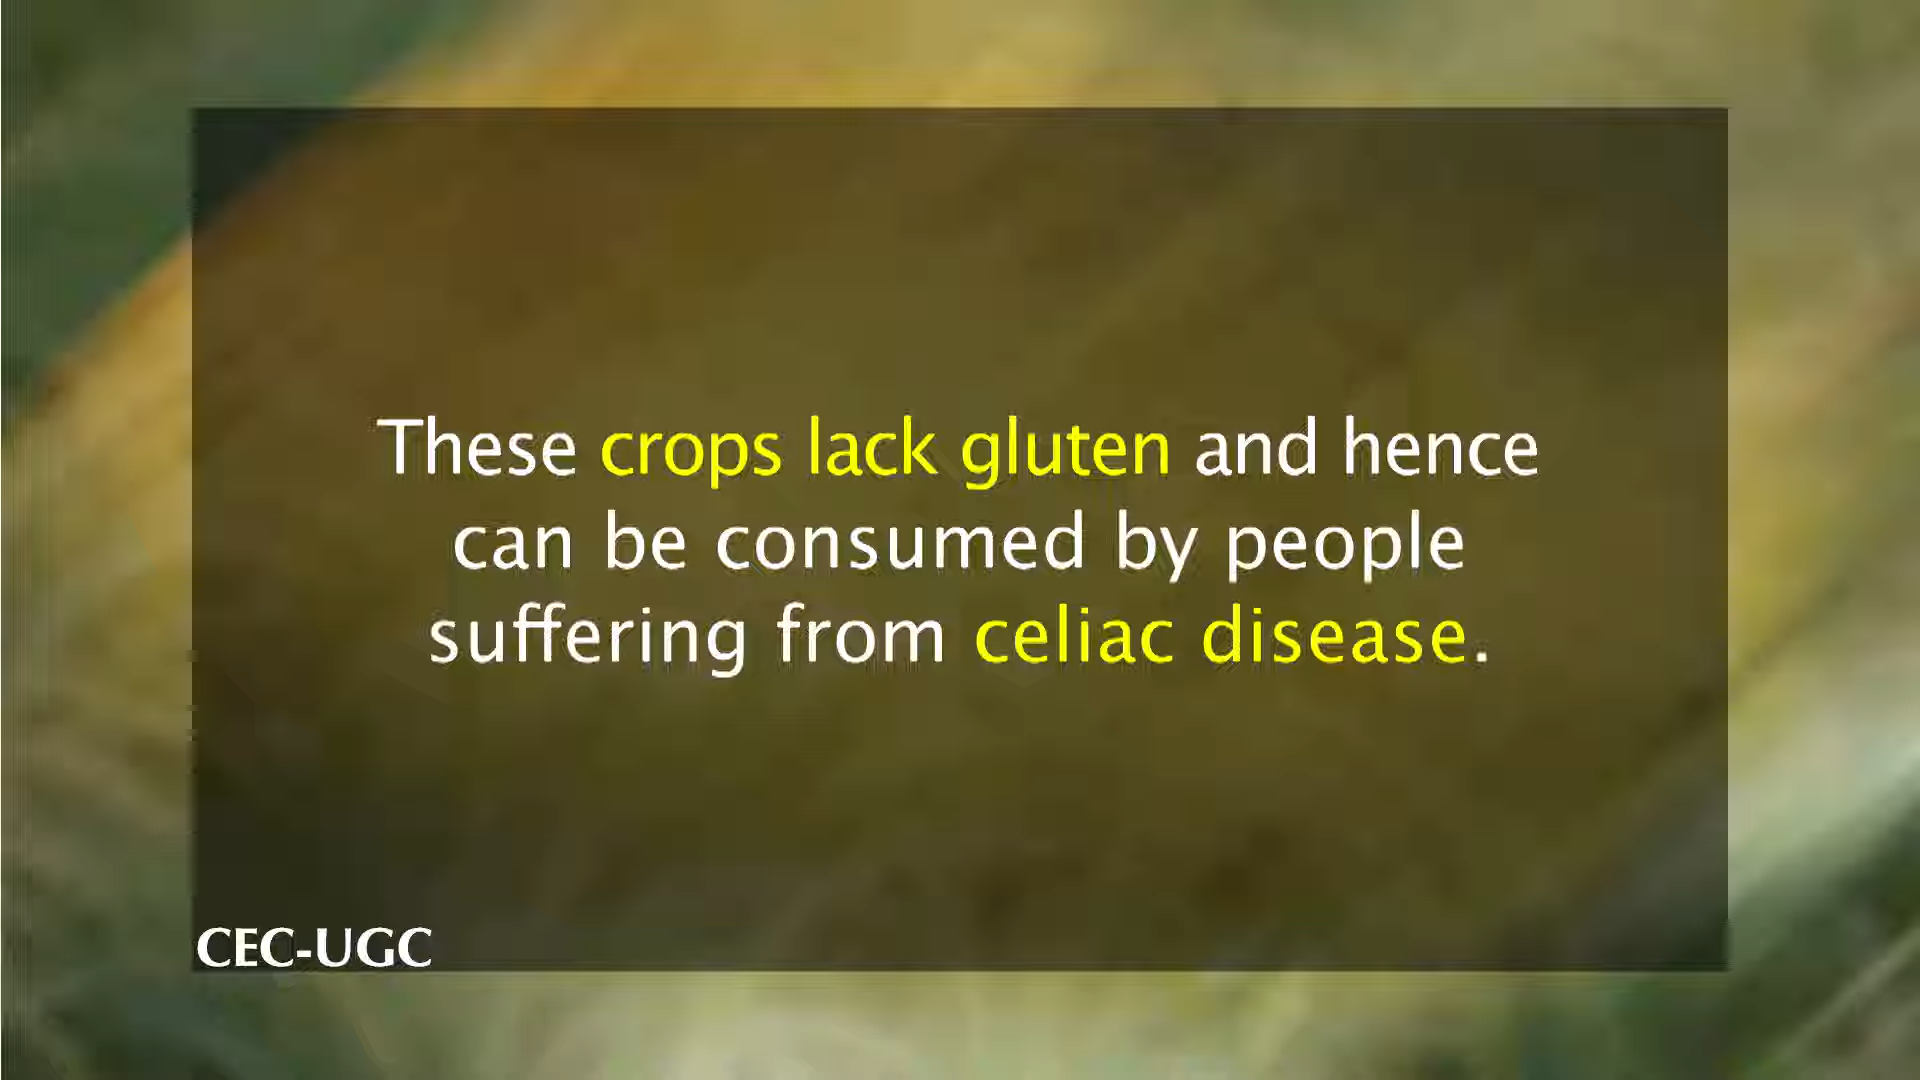 These crops lack gluten and hence
can be consumed by people
suffering from celiac disease.
CEC-UGC